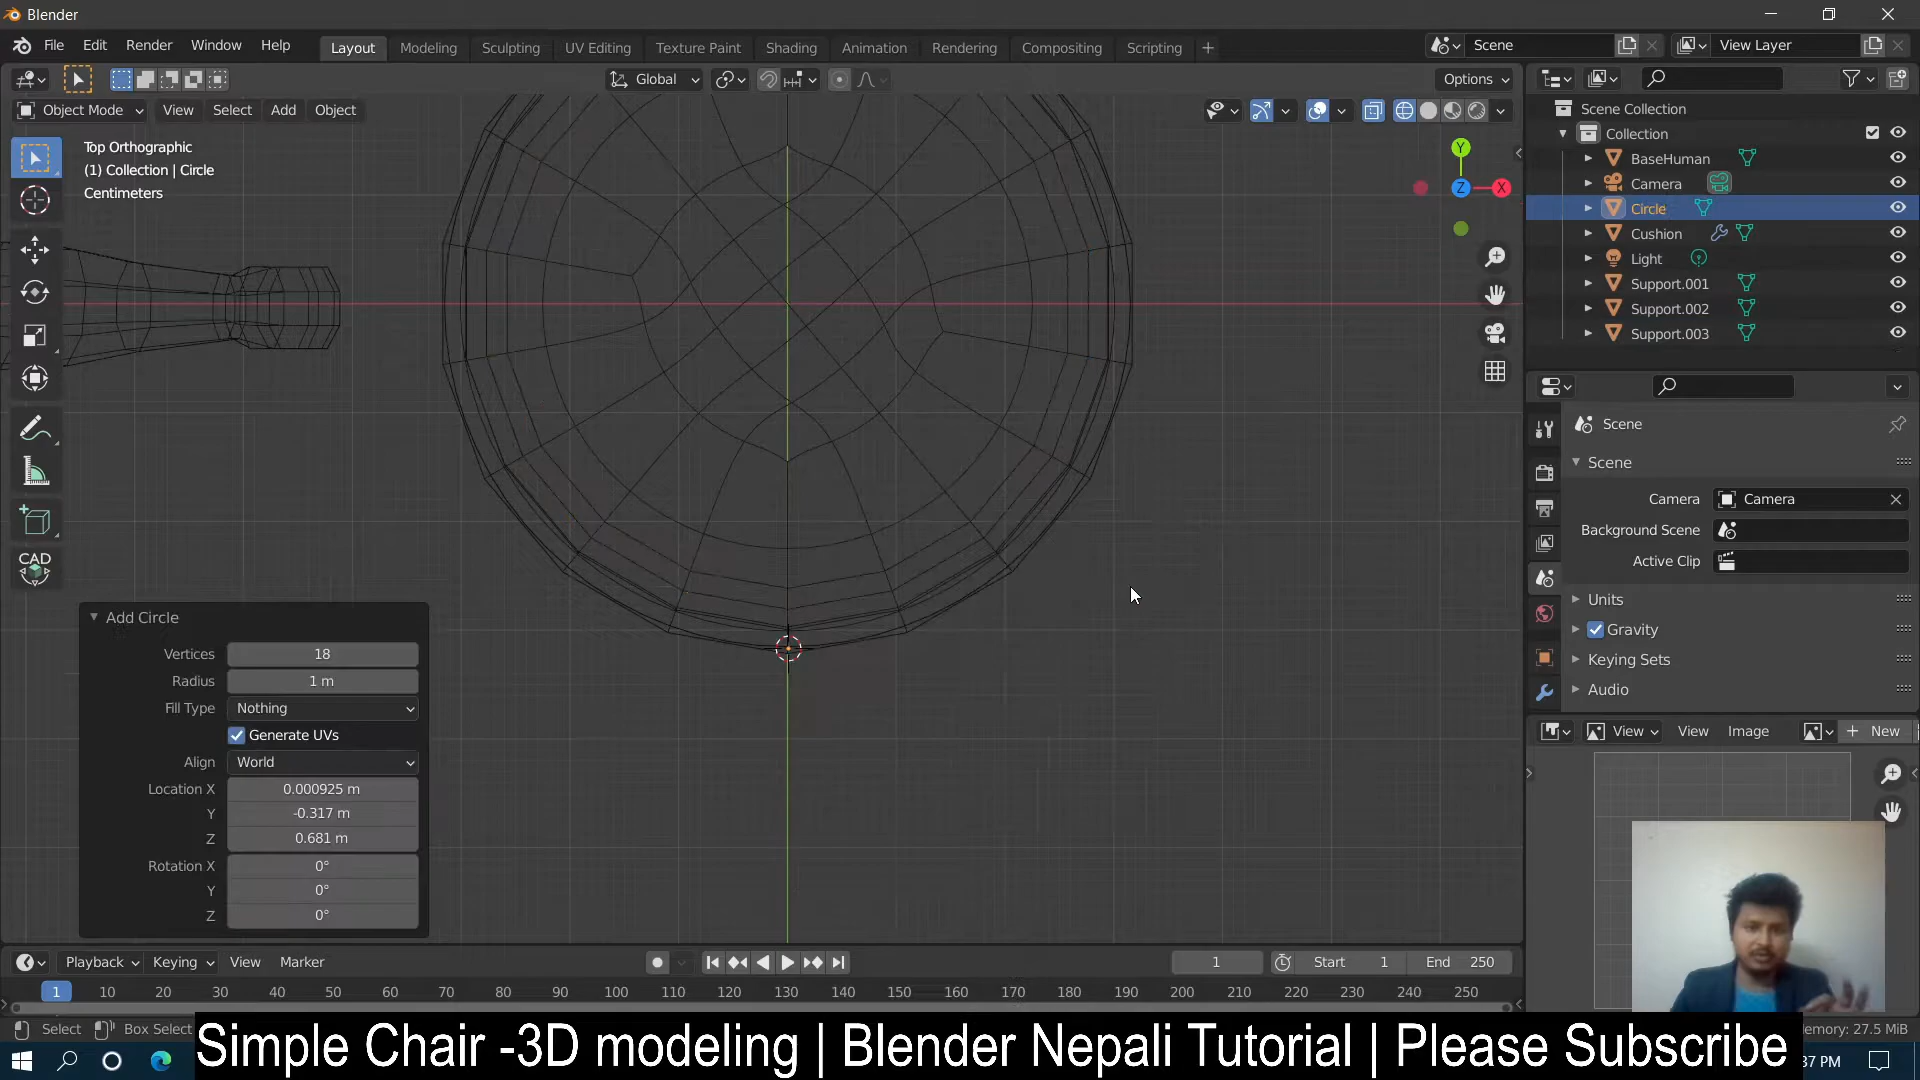 Blender
File Edit Render Window Help Layout Modeling Sculpting UV Editing Texture Paint Shading Animation Rendering Compositing Scripting + Scene View Layer
Global Options
Object Mode View Select Add Object
Top Orthographic
(1) Collection | Circle
Centimeters
Y
Z
X
CAD
Scene Collection
Collection
BaseHuman
Camera
Circle
Cushion
Light
Support.001
Support.002
Support.003
Scene
Scene
Camera Camera
Background Scene
Active Clip
Units
Gravity
Keying Sets
Audio
View View Image + New
Add Circle
Vertices 18
Radius 1 m
Fill Type Nothing
Generate UVs
Align World
Location X 0.000925 m
Y -0.317 m
Z 0.681 m
Rotation X 0°
Y 0°
Z 0°
Playback Keying View Marker 1 Start 1 End 250
1 10 20 30 40 50 60 70 80 90 100 110 120 130 140 150 160 170 180 190 200 210 220 230 240 250
Select Box Select Memory: 27.5 MiB
Simple Chair -3D modeling | Blender Nepali Tutorial | Please Subscribe
37 PM